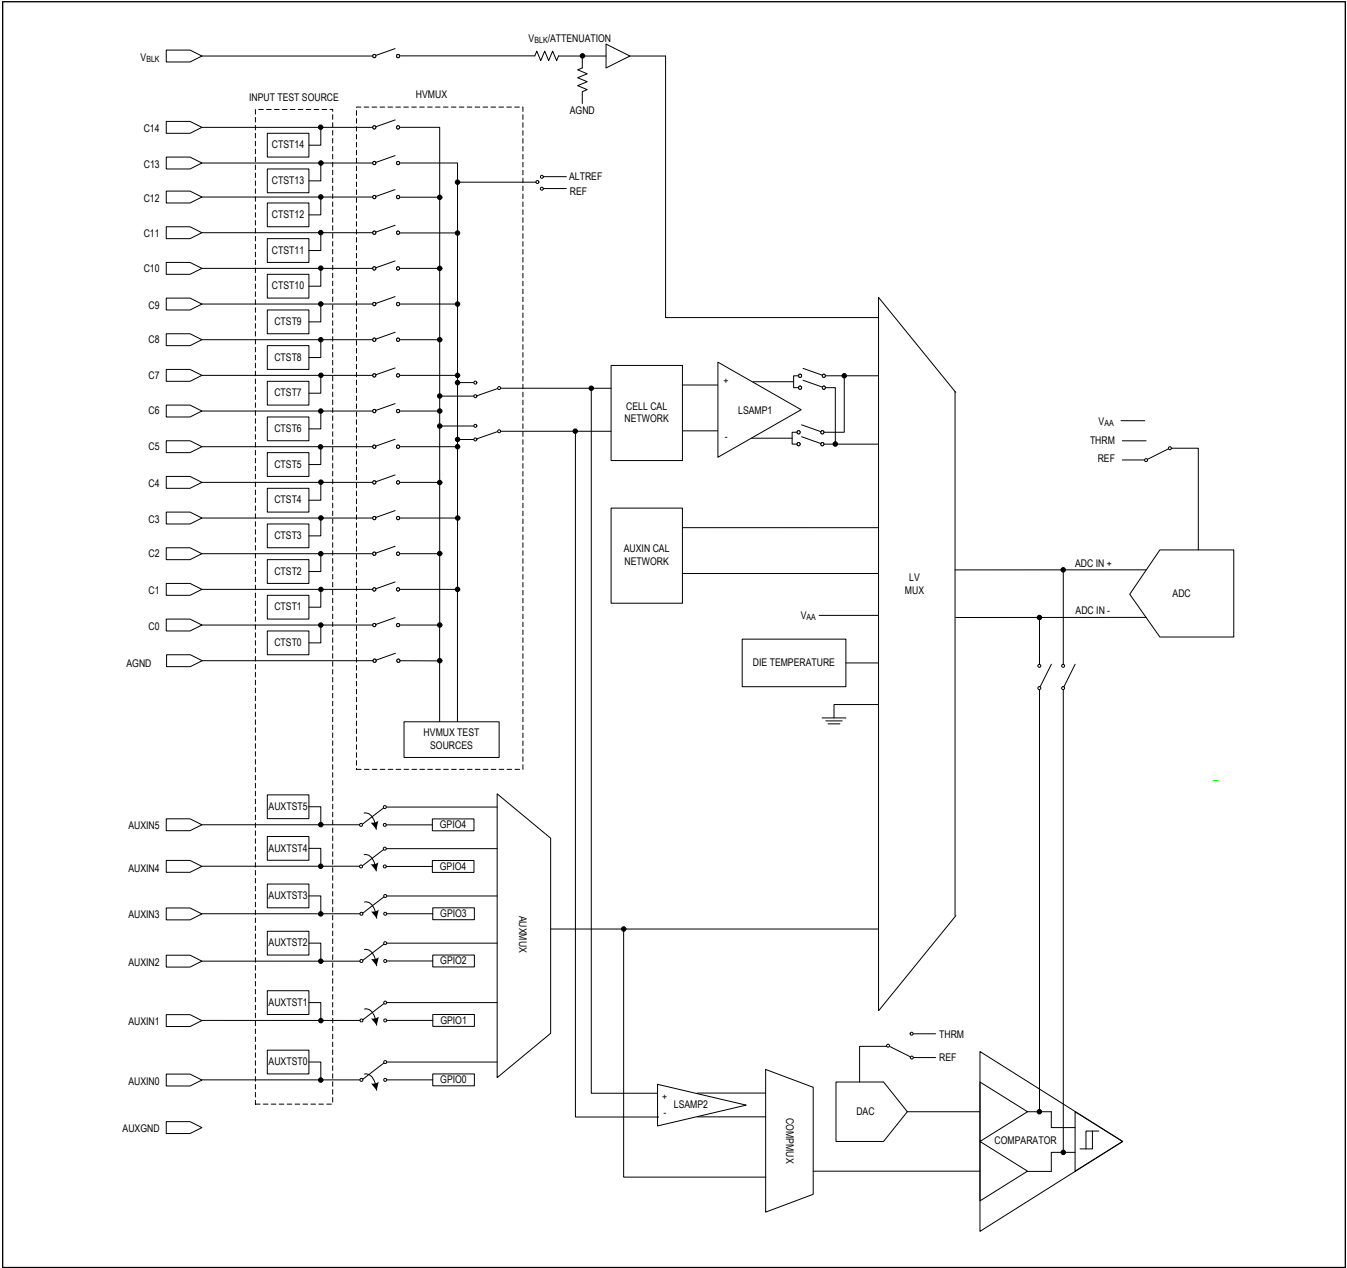 VBLK/ATTENUATION
VBLK
AGND
INPUT TEST SOURCE
HVMUX
C14
CTST14
C13
CTST13
ALTREF
REF
C12
CTST12
C11
CTST11
C10
CTST10
C9
CTST9
C8
CTST8
C7
CTST7
C6
CTST6
C5
CTST5
C4
CTST4
C3
CTST3
C2
CTST2
C1
CTST1
C0
CTST0
AGND
HVMUX TEST
SOURCES
CELL CAL
NETWORK
+
LSAMP1
-
AUXIN CAL
NETWORK
VAA
DIE TEMPERATURE
LV
MUX
VAA
THRM
REF
ADC IN +
ADC IN -
ADC
AUXTST5
AUXIN5
GPIO4
AUXTST4
AUXIN4
GPIO4
AUXTST3
AUXIN3
GPIO3
AUXTST2
AUXIN2
GPIO2
AUXTST1
AUXIN1
GPIO1
AUXTST0
AUXIN0
GPIO0
AUXGND
AUXMUX
+
LSAMP2
-
COMPMUX
THRM
REF
DAC
COMPARATOR